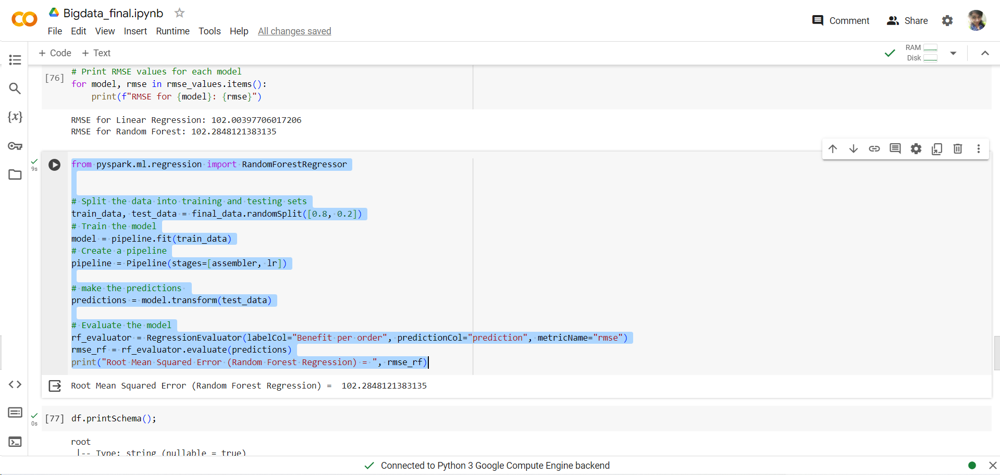 Bigdata_final.ipynb
File Edit View Insert Runtime Tools Help All changes saved
Comment Share
+ Code + Text
RAM
Disk
[76]
# Print RMSE values for each model
for model, rmse in rmse_values.items():
    print(f"RMSE for {model}: {rmse}")
RMSE for Linear Regression: 102.00397706017206
RMSE for Random Forest: 102.2848121383135
9s
from pyspark.ml.regression import RandomForestRegressor
# Split the data into training and testing sets
train_data, test_data = final_data.randomSplit([0.8, 0.2])
# Train the model
model = pipeline.fit(train_data)
# Create a pipeline
pipeline = Pipeline(stages=[assembler, lr])
# make the predictions
predictions = model.transform(test_data)
# Evaluate the model
rf_evaluator = RegressionEvaluator(labelCol="Benefit per order", predictionCol="prediction", metricName="rmse")
rmse_rf = rf_evaluator.evaluate(predictions)
print("Root Mean Squared Error (Random Forest Regression) = ", rmse_rf)
Root Mean Squared Error (Random Forest Regression) =  102.2848121383135
0s
[77] df.printSchema();
root
 |-- Type: string (nullable = true)
Connected to Python 3 Google Compute Engine backend